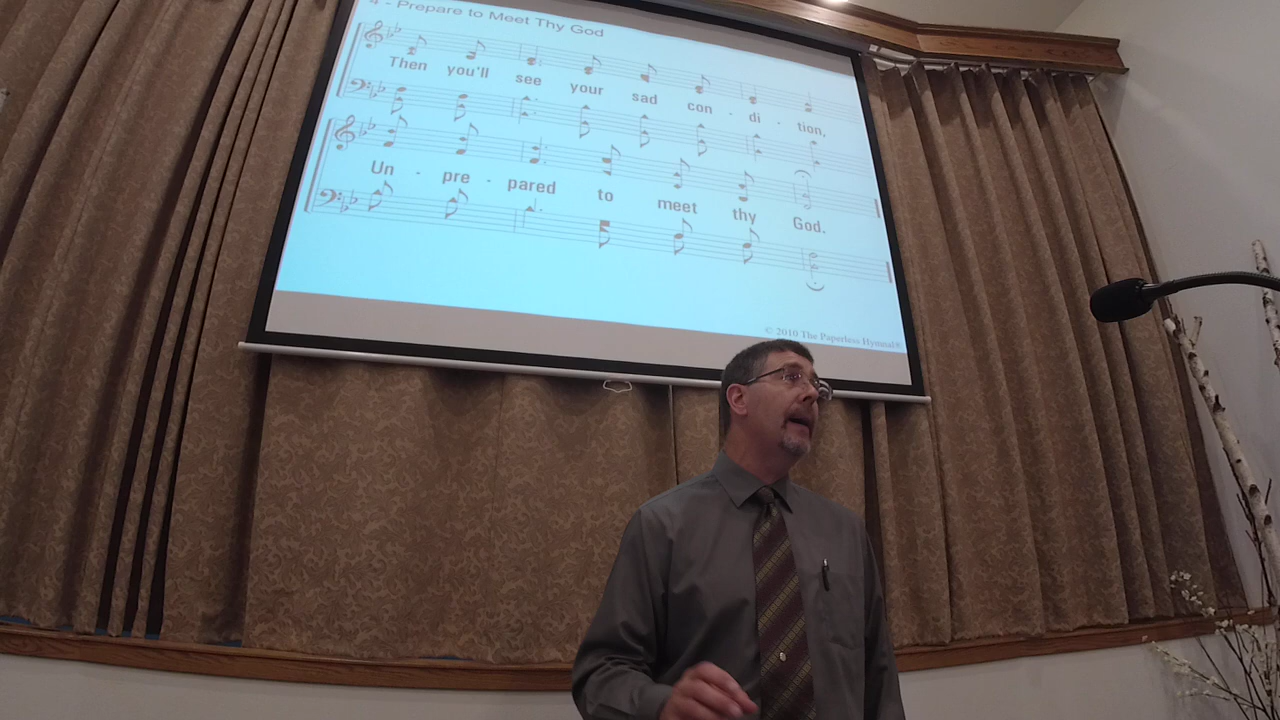 4 - Prepare to Meet Thy God
Then you'll see your sad con - di - tion,
Un - pre - pared to meet thy God.
© 2010 The Paperless Hymnal®